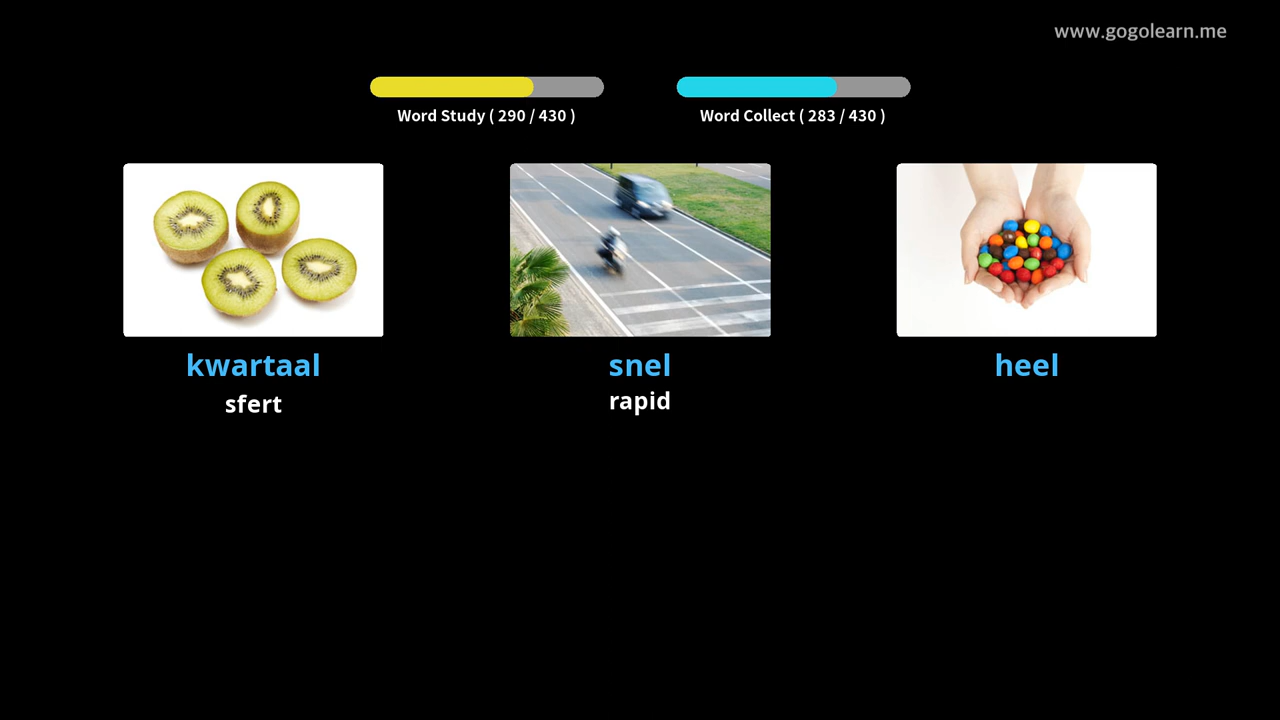 www.gogolearn.me
Word Study ( 290 / 430 )
Word Collect ( 283 / 430 )
kwartaal
snel
heel
sfert
rapid